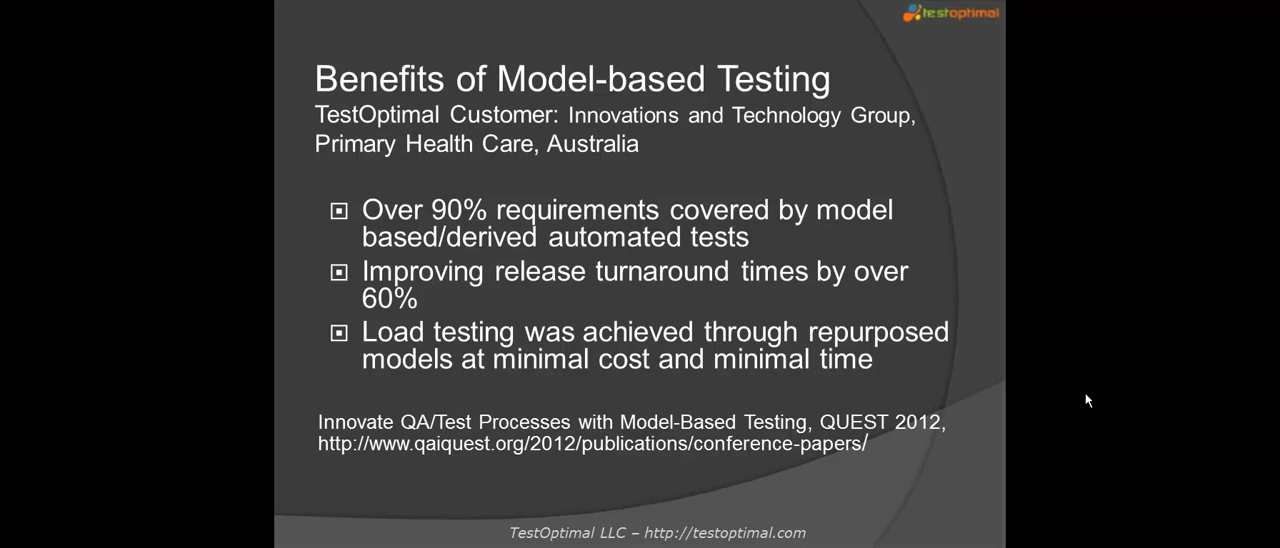 testoptimal
Benefits of Model-based Testing
TestOptimal Customer: Innovations and Technology Group,
Primary Health Care, Australia
Over 90% requirements covered by model
based/derived automated tests
Improving release turnaround times by over
60%
Load testing was achieved through repurposed
models at minimal cost and minimal time
Innovate QA/Test Processes with Model-Based Testing, QUEST 2012,
http://www.qaiquest.org/2012/publications/conference-papers/
TestOptimal LLC – http://testoptimal.com